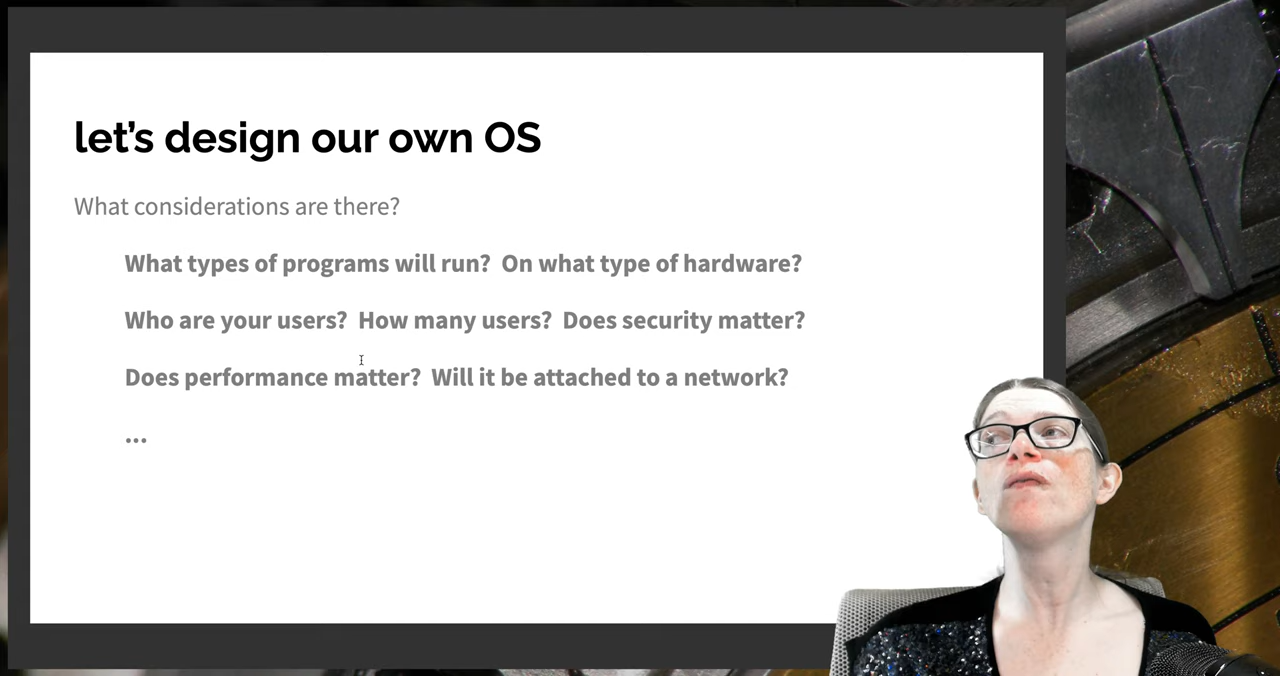 let’s design our own OS
What considerations are there?
What types of programs will run?  On what type of hardware?
Who are your users?  How many users?  Does security matter?
Does performance matter?  Will it be attached to a network?
...